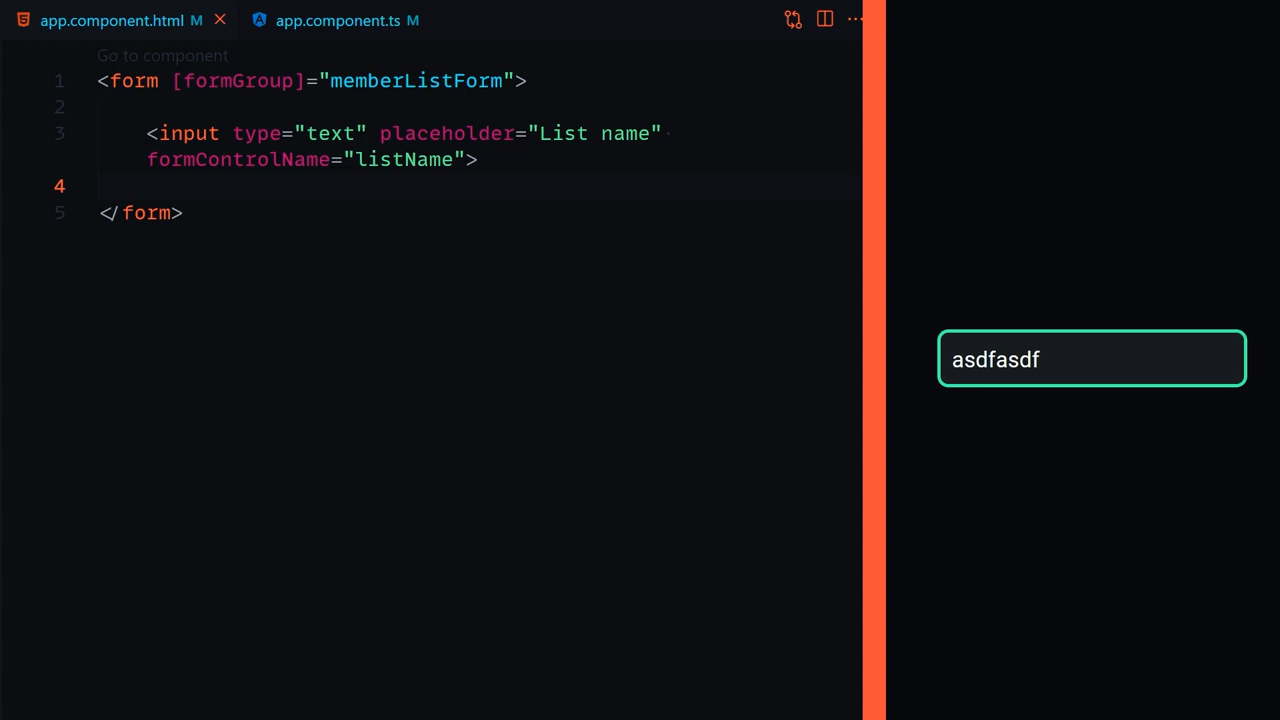 app.component.html M
app.component.ts M
Go to component
1 <form [formGroup]="memberListForm">
2
3 <input type="text" placeholder="List name"
formControlName="listName">
4
5 </form>
asdfasdf